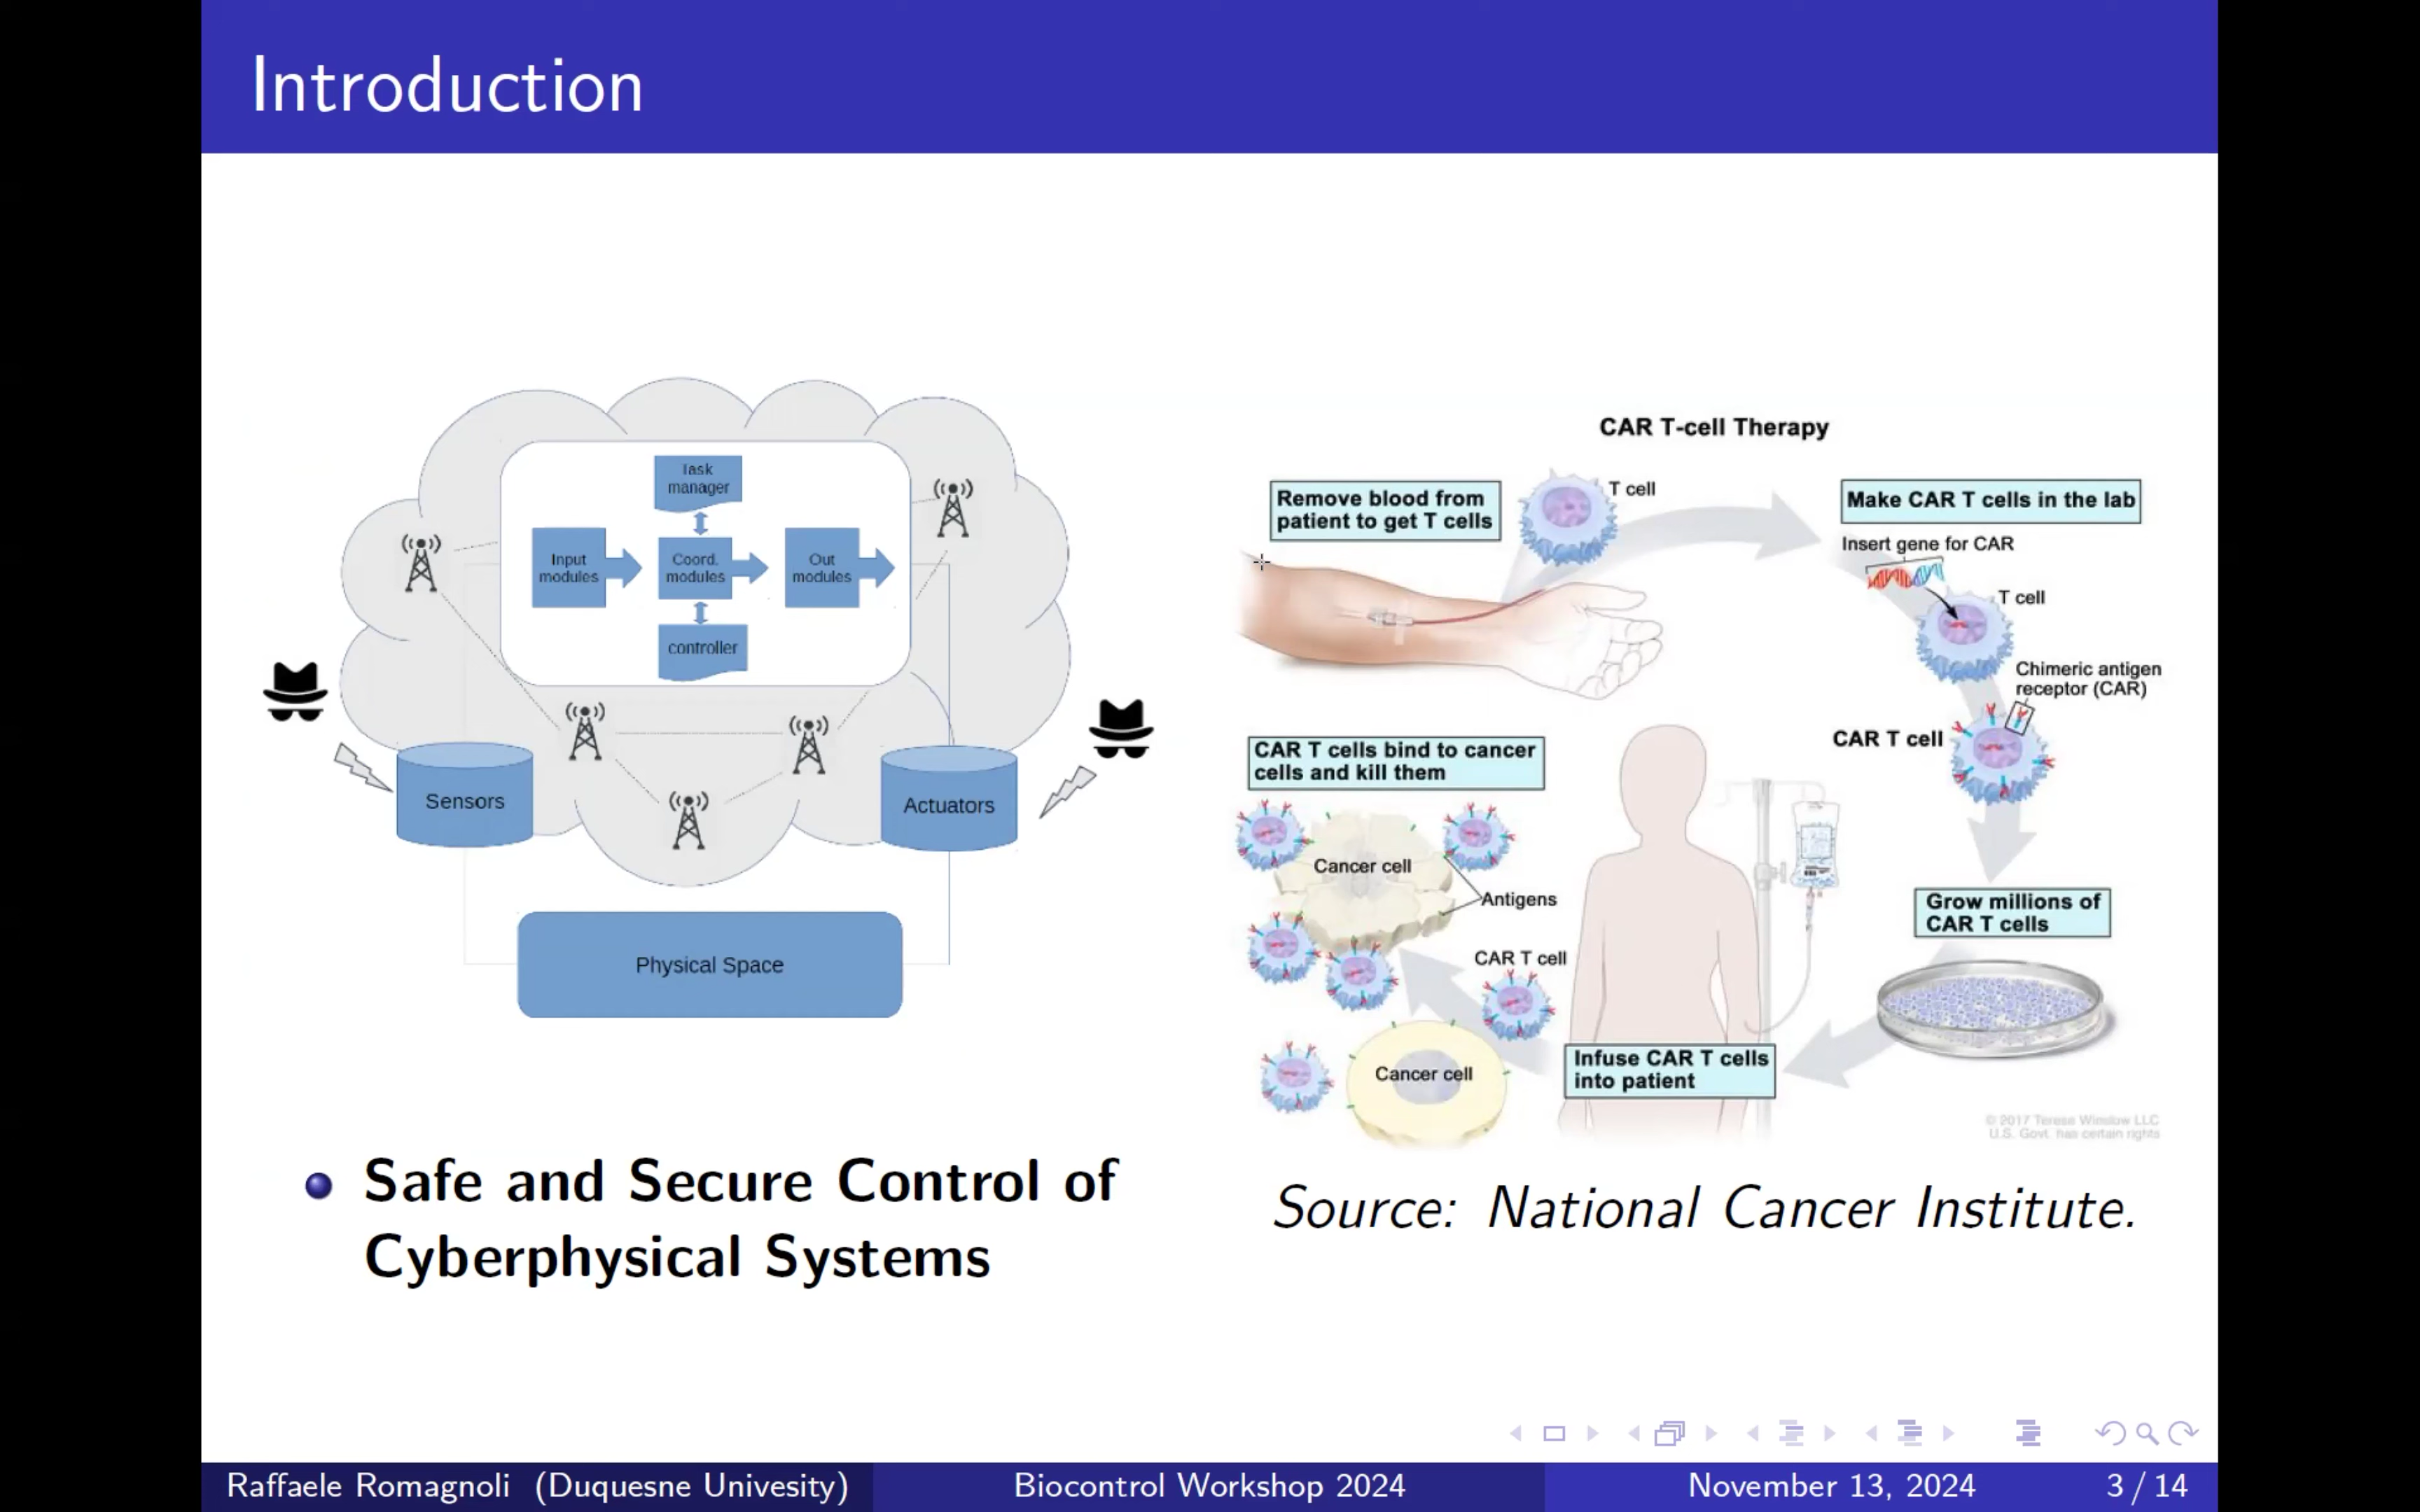 Introduction
Task
manager
Input
modules
Coord.
modules
Out
modules
controller
Sensors
Actuators
Physical Space
Safe and Secure Control of
Cyberphysical Systems
CAR T-cell Therapy
Remove blood from
patient to get T cells
T cell
Make CAR T cells in the lab
Insert gene for CAR
T cell
Chimeric antigen
receptor (CAR)
CAR T cell
CAR T cells bind to cancer
cells and kill them
Cancer cell
Antigens
Grow millions of
CAR T cells
CAR T cell
Infuse CAR T cells
into patient
Cancer cell
© 2017 Terese Winslow LLC
U.S. Govt. has certain rights
Source: National Cancer Institute.
Raffaele Romagnoli (Duquesne Univesity)
Biocontrol Workshop 2024
November 13, 2024
3 / 14